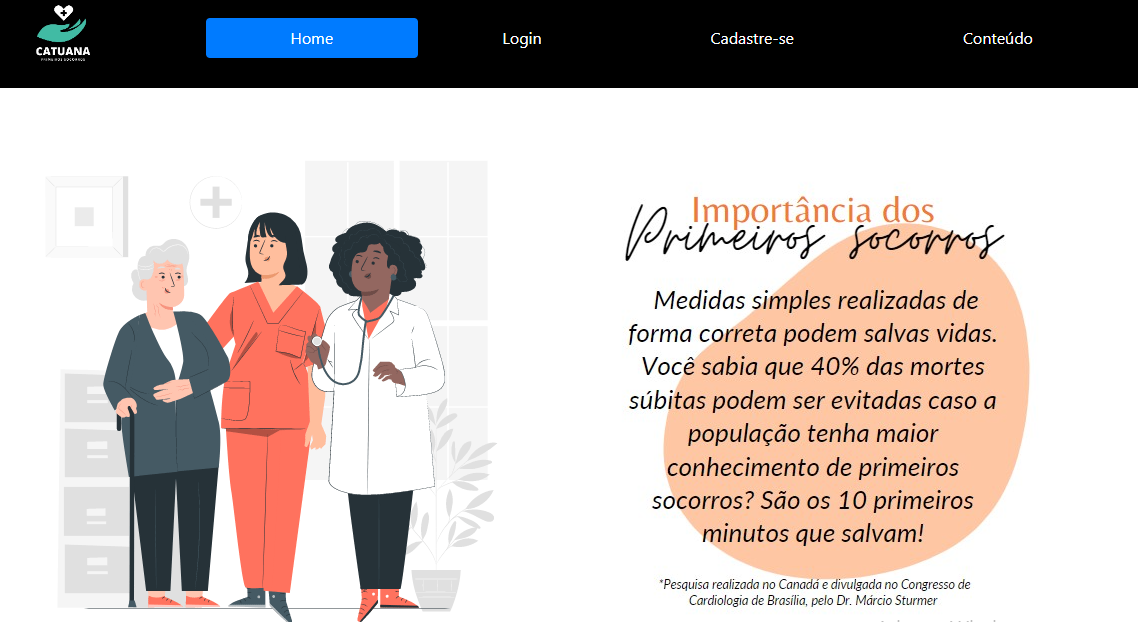 CATUANA
PRIMEIROS SOCORROS
Home
Login
Cadastre-se
Conteúdo
Importância dos
Primeiros socorros
Medidas simples realizadas de
forma correta podem salvas vidas.
Você sabia que 40% das mortes
súbitas podem ser evitadas caso a
população tenha maior
conhecimento de primeiros
socorros? São os 10 primeiros
minutos que salvam!
*Pesquisa realizada no Canadá e divulgada no Congresso de
Cardiologia de Brasília, pelo Dr. Márcio Sturmer